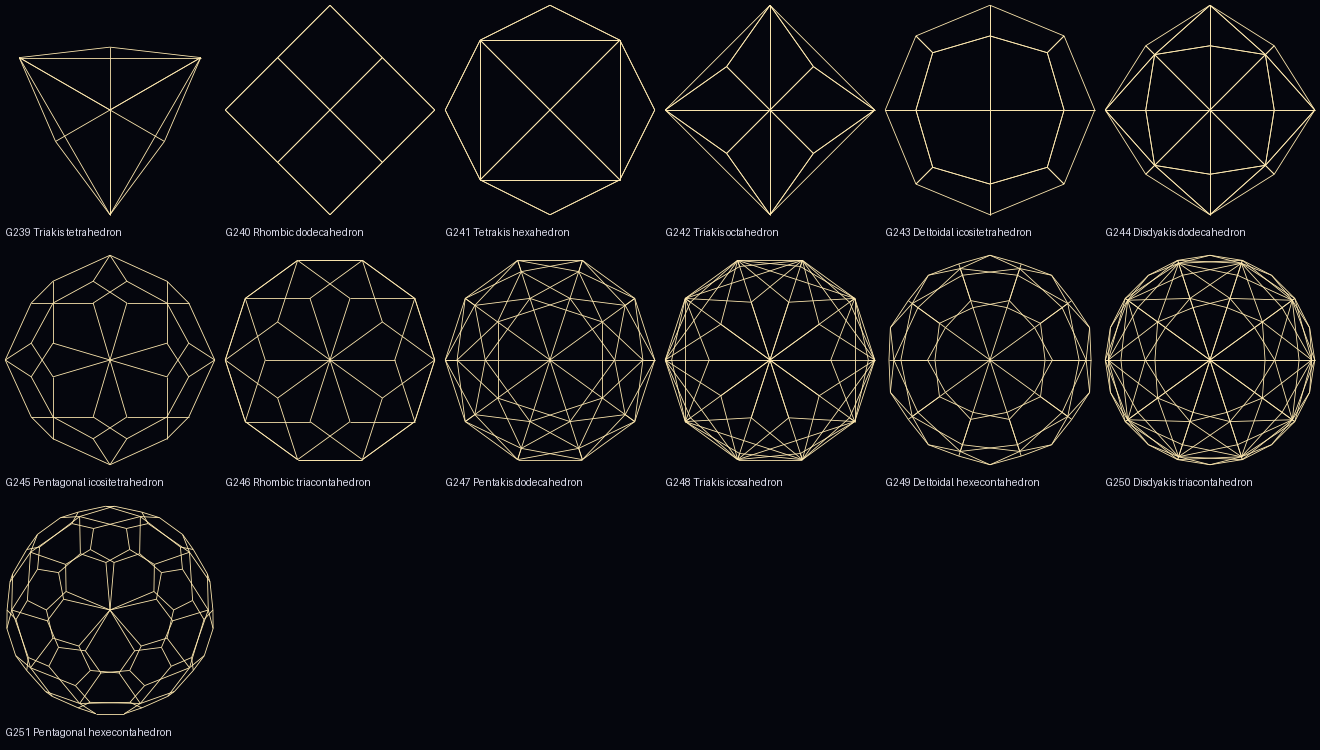 G239 Triakis tetrahedron
G240 Rhombic dodecahedron
G241 Tetrakis hexahedron
G242 Triakis octahedron
G243 Deltoidal icositetrahedron
G244 Disdyakis dodecahedron
G245 Pentagonal icositetrahedron
G246 Rhombic triacontahedron
G247 Pentakis dodecahedron
G248 Triakis icosahedron
G249 Deltoidal hexecontahedron
G250 Disdyakis triacontahedron
G251 Pentagonal hexecontahedron